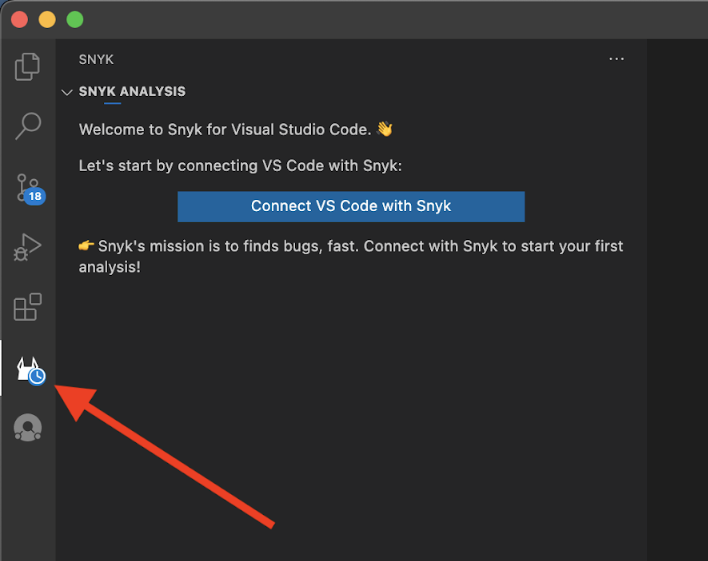 SNYK
SNYK ANALYSIS
Welcome to Snyk for Visual Studio Code. 👋
Let's start by connecting VS Code with Snyk:
18
Connect VS Code with Snyk
👉 Snyk's mission is to finds bugs, fast. Connect with Snyk to start your first
analysis!